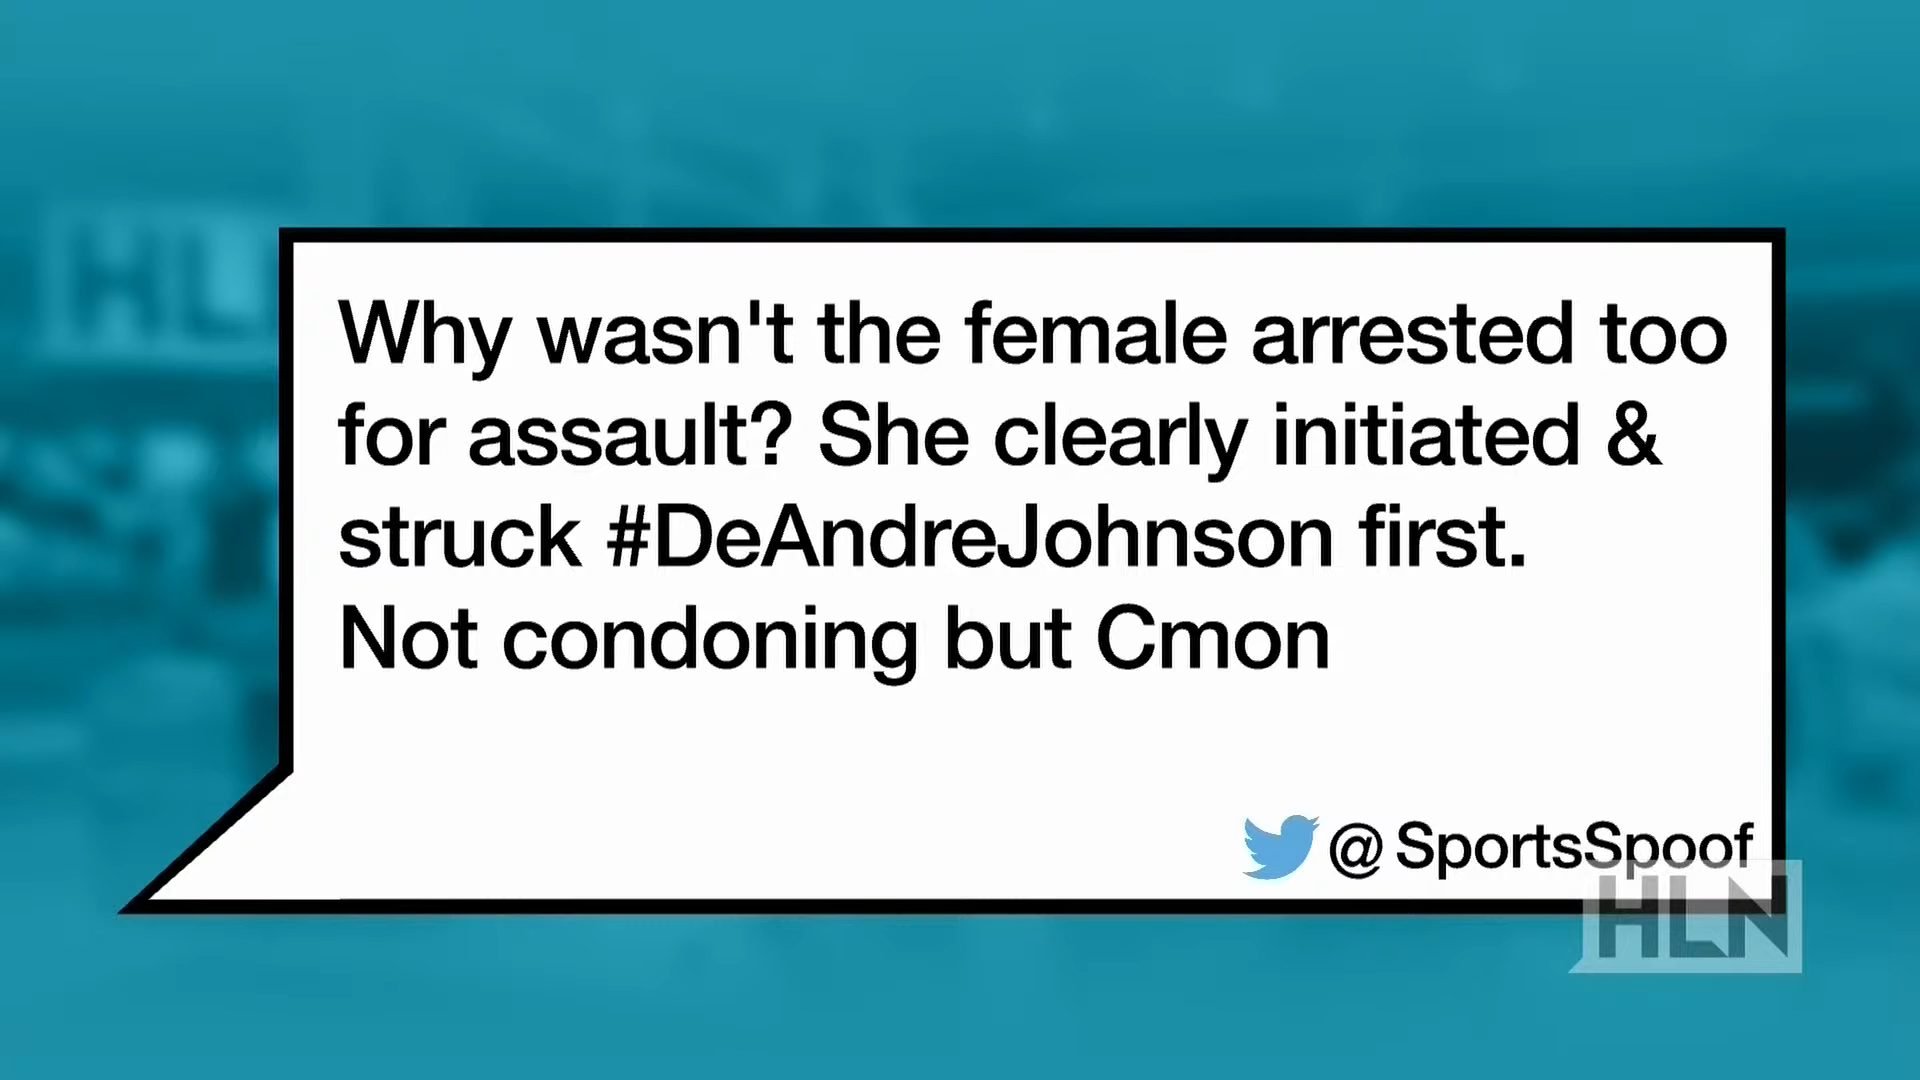 HLN
Why wasn't the female arrested too
for assault? She clearly initiated &
struck #DeAndreJohnson first.
Not condoning but Cmon
@ SportsSpoof
HLN